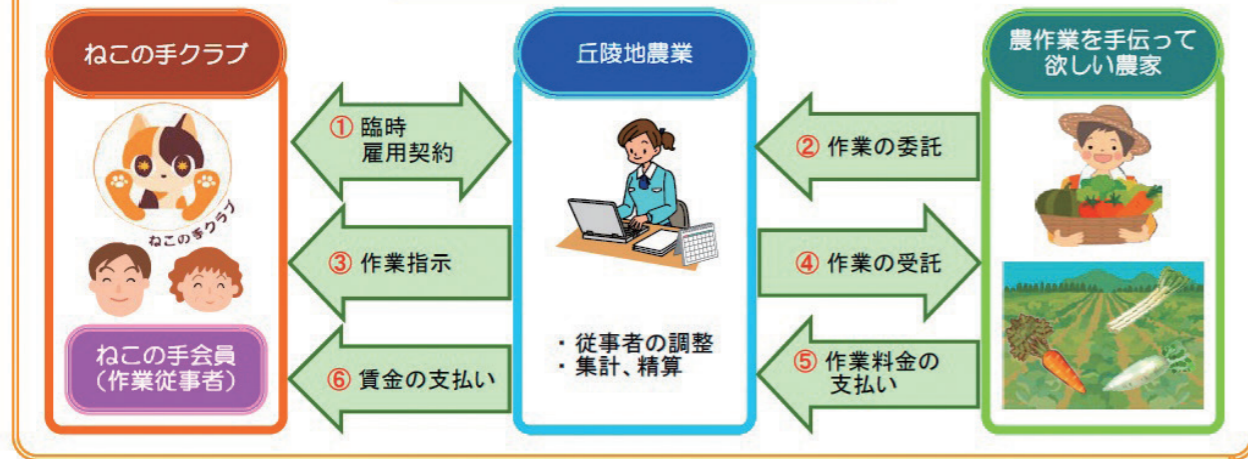 ねこの手クラブ
ねこの手クラブ
ねこの手会員
(作業従事者)
① 臨時
雇用契約
③ 作業指示
⑥ 賃金の支払い
丘陵地農業
・ 従事者の調整
・ 集計、精算
② 作業の委託
④ 作業の受託
⑤ 作業料金の
支払い
農作業を手伝って
欲しい農家